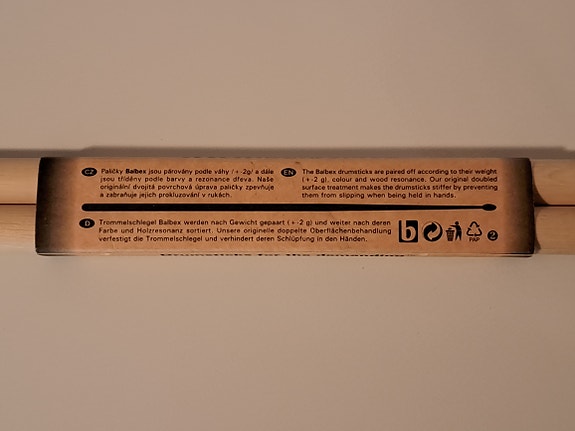 CZ Paličky Balbex jsou párovány podle váhy /+-2g/ a dále
jsou tříděny podle barvy a rezonance dřeva. Naše
originální dvojitá povrchová úprava paličky zpevňuje
a zabraňuje jejich prokluzování v rukách.
EN The Balbex drumsticks are paired off according to their weight
(+-2 g), colour and wood resonance. Our original doubled
surface treatment makes the drumsticks stiffer by preventing
them from slipping when being held in hands.
D Trommelschlegel Balbex werden nach Gewicht gepaart (+-2 g) und weiter nach deren
Farbe und Holzresonanz sortiert. Unsere originelle doppelte Oberflächenbehandlung
verfestigt die Trommelschlegel und verhindert deren Schlüpfung in den Händen.
b
PAP
2